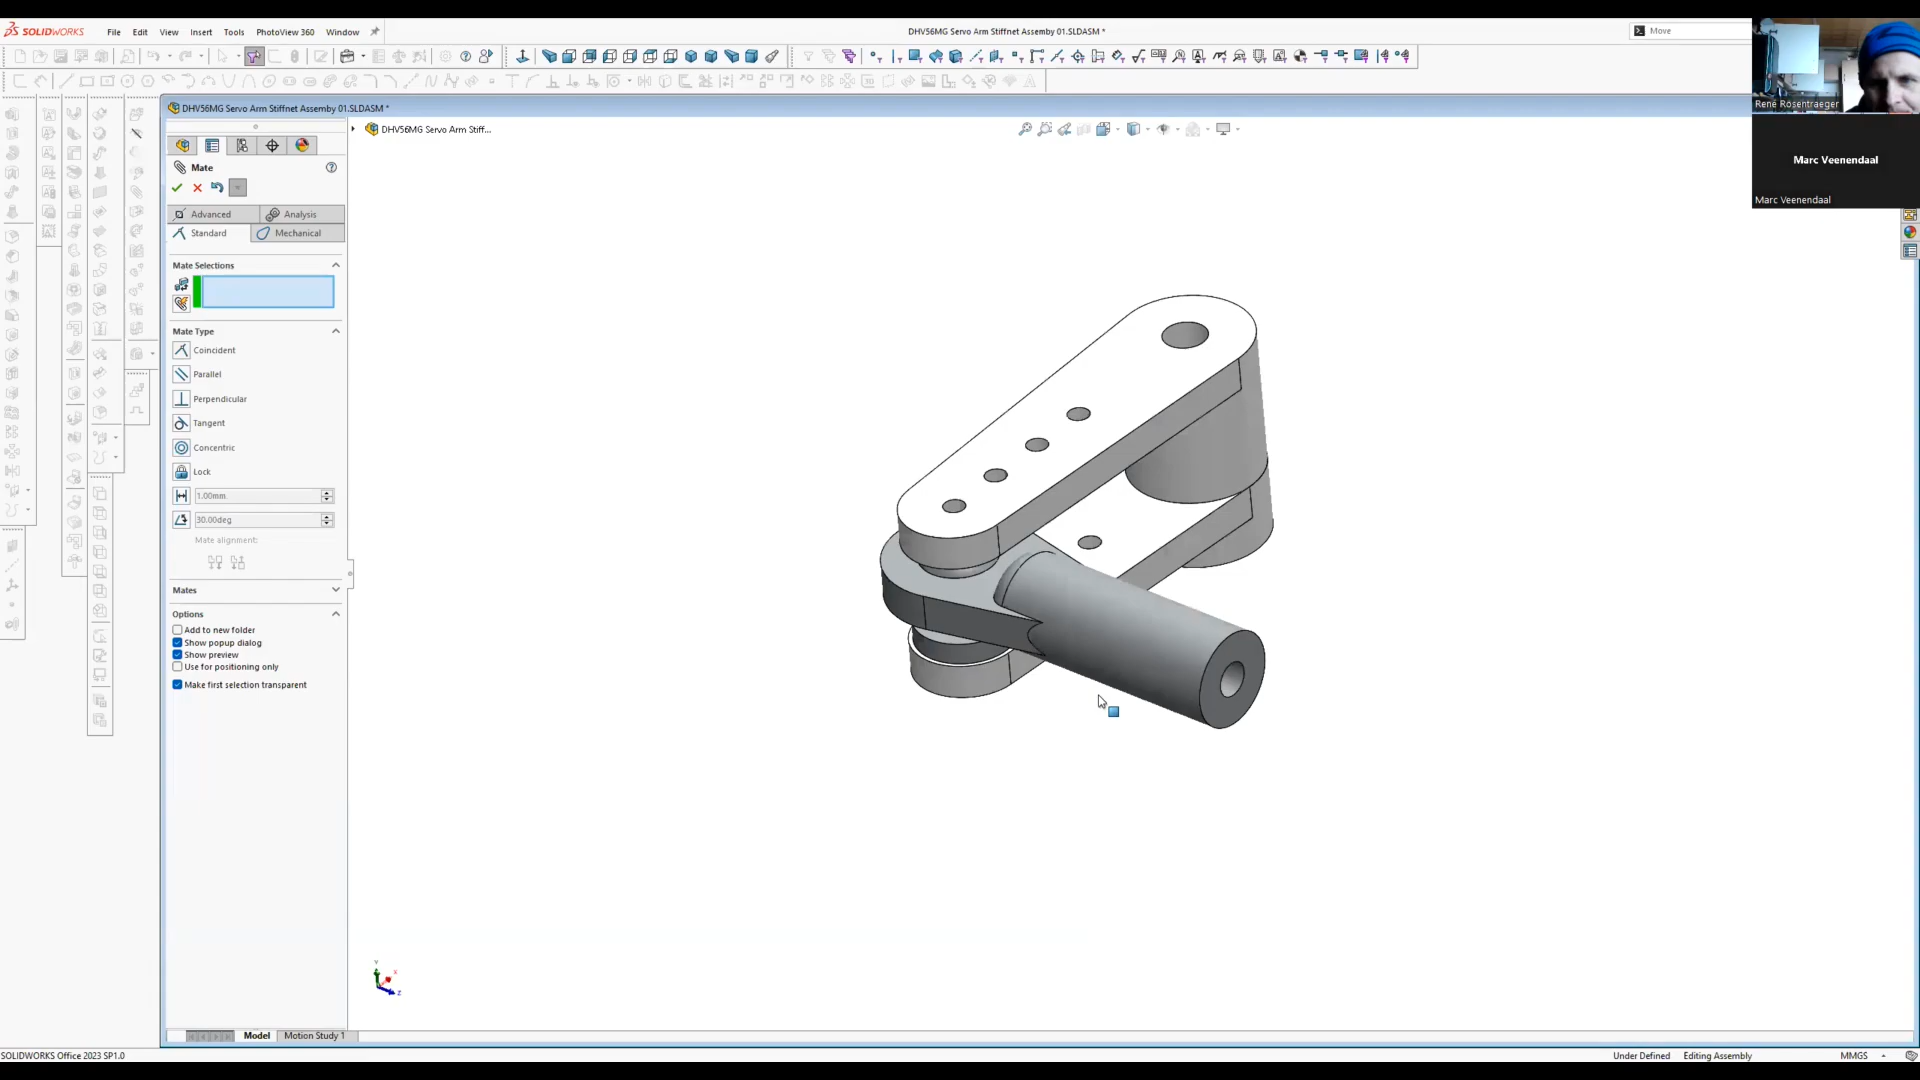 SOLIDWORKS
File Edit View Insert Tools PhotoView 360 Window
DHV56MG Servo Arm Stiffnet Assemby 01.SLDASM *
Move
René Rosentraeger
Marc Veenendaal
Marc Veenendaal
DHV56MG Servo Arm Stiffnet Assemby 01.SLDASM *
DHV56MG Servo Arm Stiff...
Mate
Advanced Analysis
Standard Mechanical
Mate Selections
Mate Type
Coincident
Parallel
Perpendicular
Tangent
Concentric
Lock
1.00mm
30.00deg
Mate alignment:
Mates
Options
Add to new folder
Show popup dialog
Show preview
Use for positioning only
Make first selection transparent
Y
X
Z
Model Motion Study 1
SOLIDWORKS Office 2023 SP1.0
Under Defined Editing Assembly MMGS